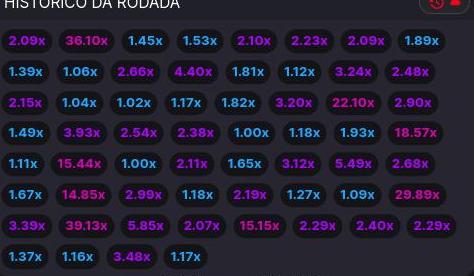 HISTÓRICO DA RODADA
2.09x 36.10x 1.45x 1.53x 2.10x 2.23x 2.09x 1.89x
1.39x 1.06x 2.66x 4.40x 1.81x 1.12x 3.24x 2.48x
2.15x 1.04x 1.02x 1.17x 1.82x 3.20x 22.10x 2.90x
1.49x 3.93x 2.54x 2.38x 1.00x 1.18x 1.93x 18.57x
1.11x 15.44x 1.00x 2.11x 1.65x 3.12x 5.49x 2.68x
1.67x 14.85x 2.99x 1.18x 2.19x 1.27x 1.09x 29.89x
3.39x 39.13x 5.85x 2.07x 15.15x 2.29x 2.40x 2.29x
1.37x 1.16x 3.48x 1.17x